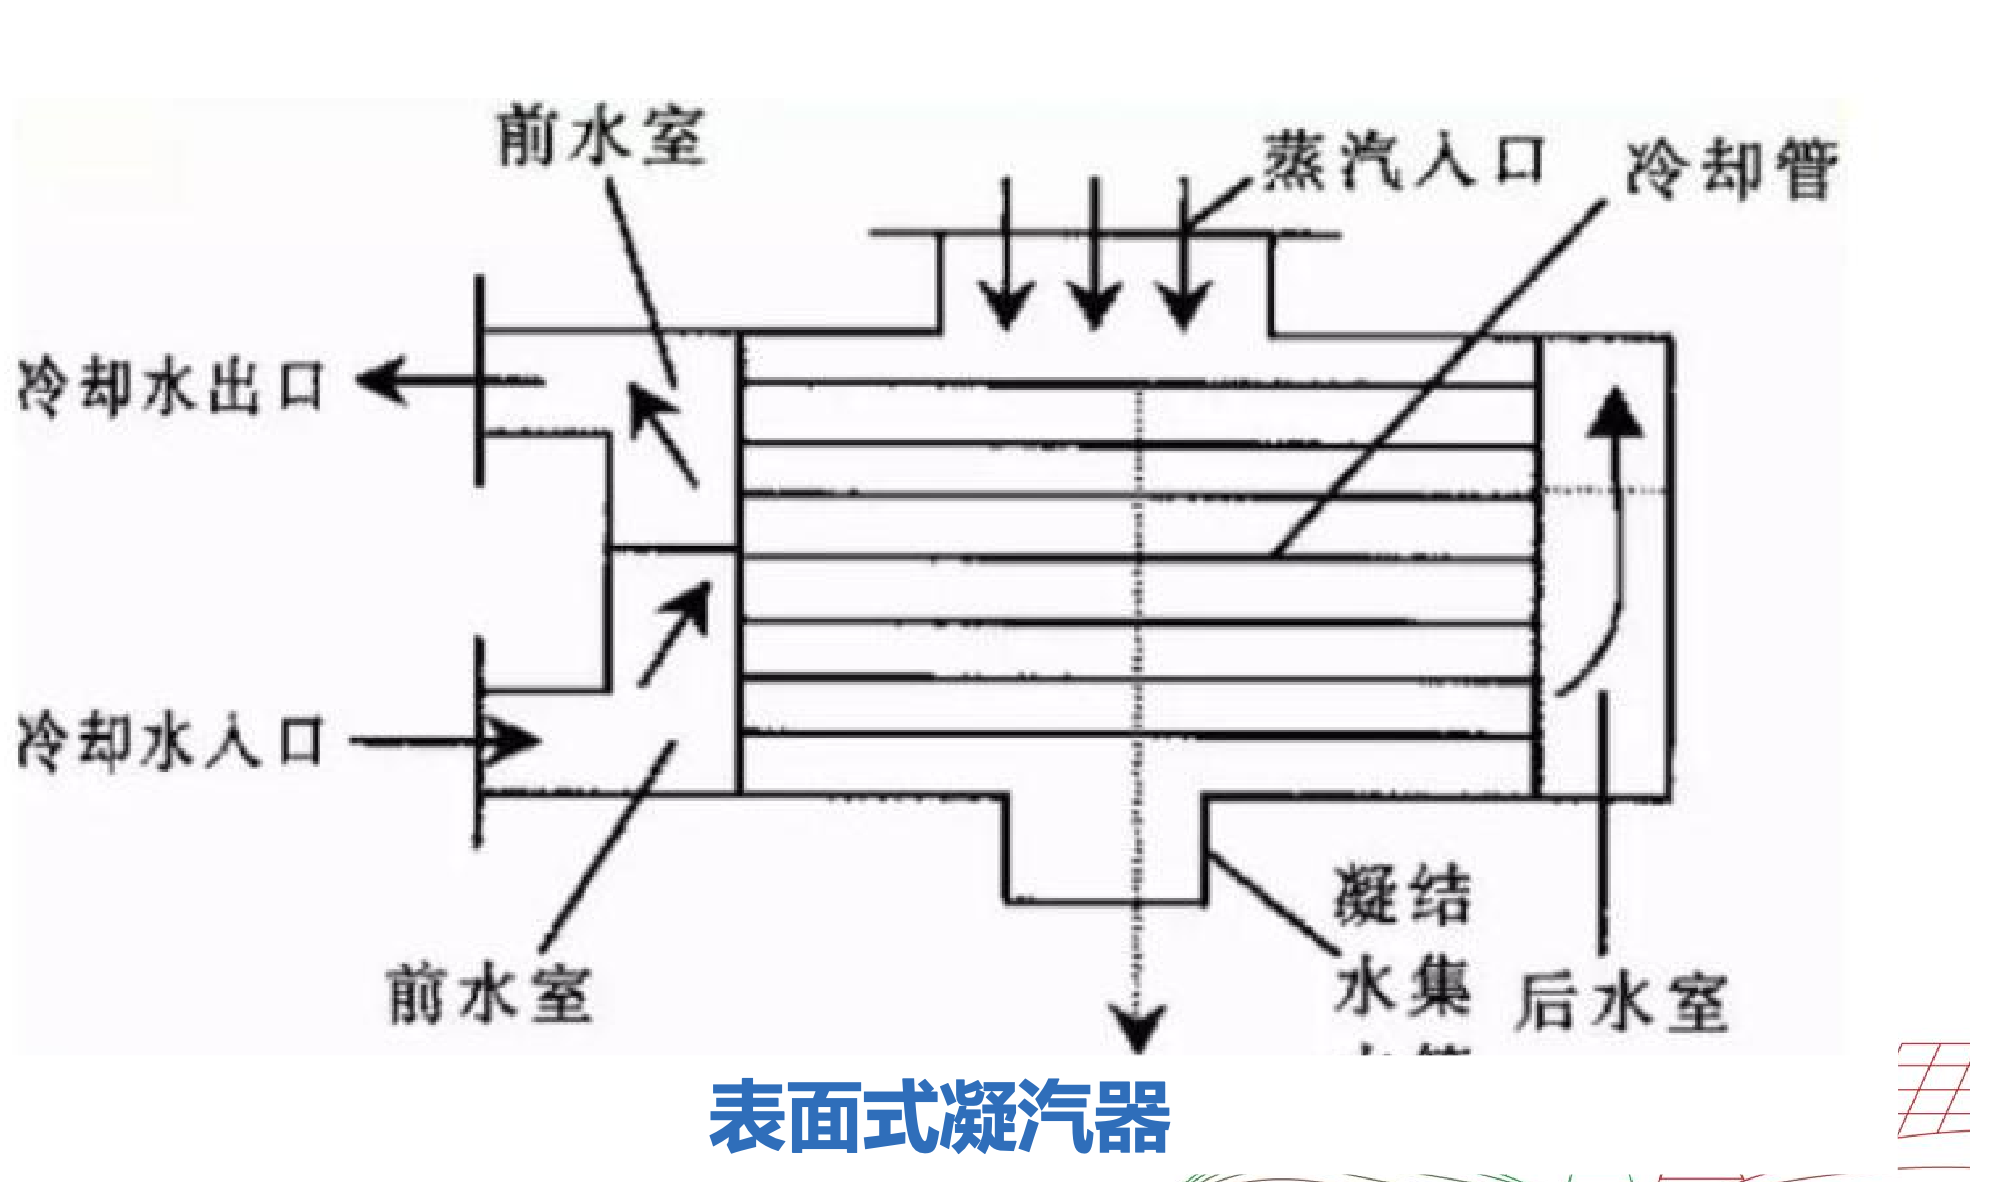 前水室
蒸汽入口
冷却管
冷却水出口
冷却水入口
凝结
水集
前水室
后水室
表面式凝汽器